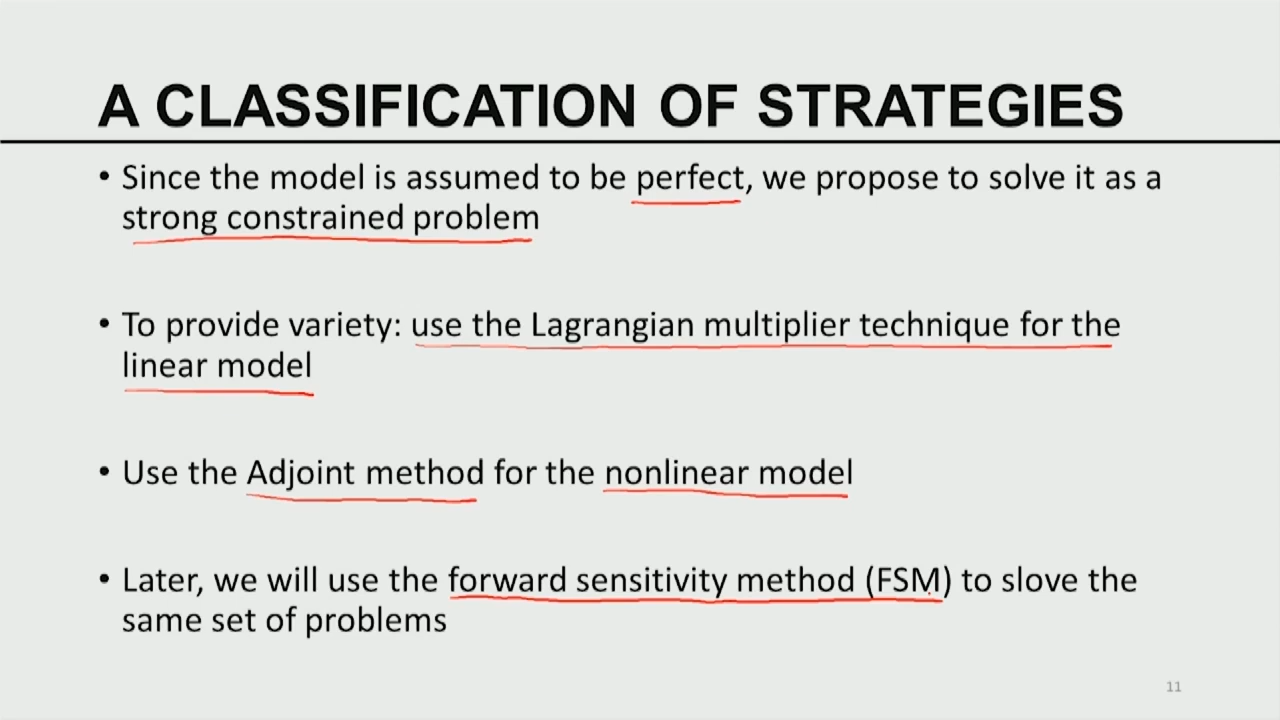 A CLASSIFICATION OF STRATEGIES
• Since the model is assumed to be perfect, we propose to solve it as a
strong constrained problem
• To provide variety: use the Lagrangian multiplier technique for the
linear model
• Use the Adjoint method for the nonlinear model
• Later, we will use the forward sensitivity method (FSM) to slove the
same set of problems
11